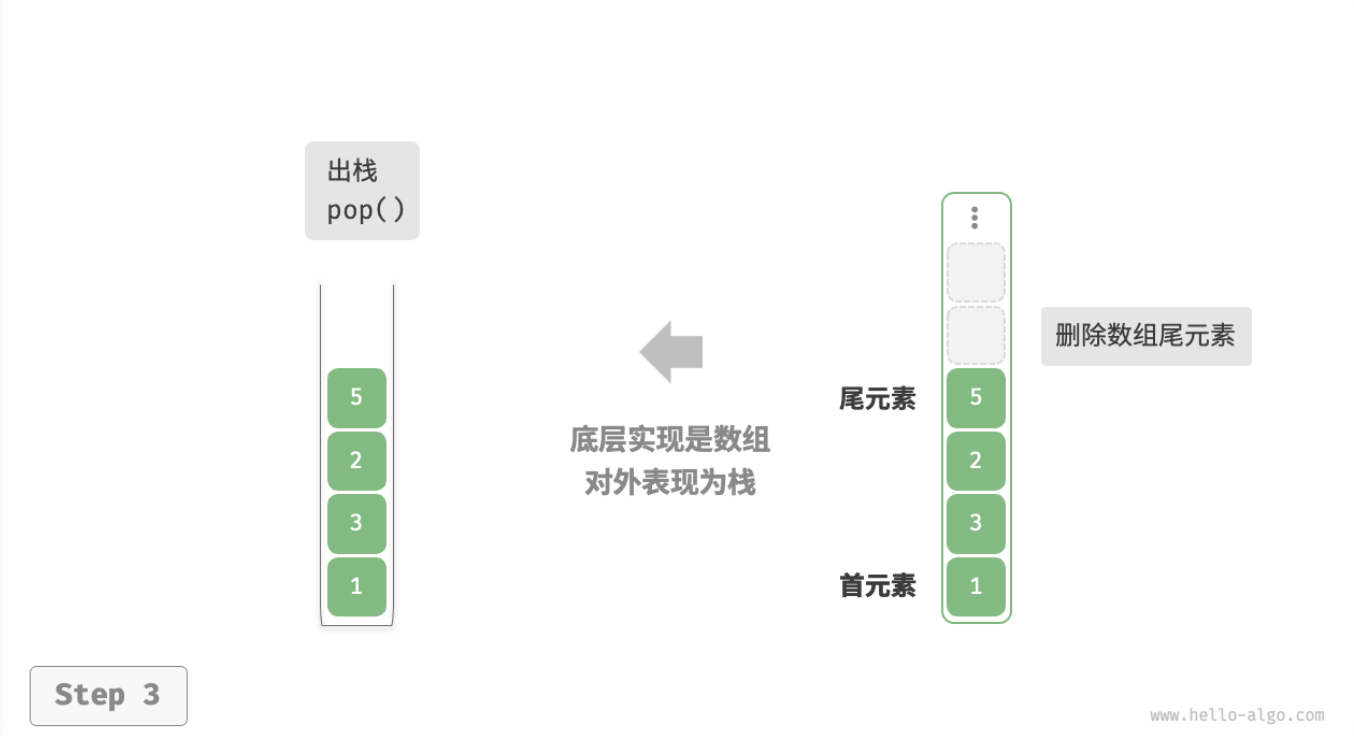 出栈
pop()
5
2
3
1
底层实现是数组
对外表现为栈
删除数组尾元素
尾元素
5
2
3
首元素
1
Step 3
www.hello-algo.com